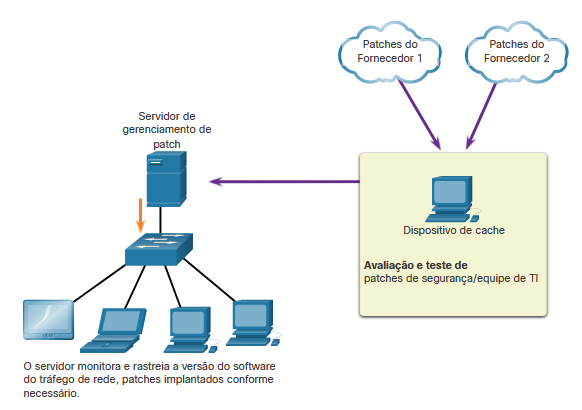 Patches do
Fornecedor 1
Patches do
Fornecedor 2
Servidor de
gerenciamento de
patch
Dispositivo de cache
Avaliação e teste de
patches de segurança/equipe de TI
O servidor monitora e rastreia a versão do software
do tráfego de rede, patches implantados conforme
necessário.